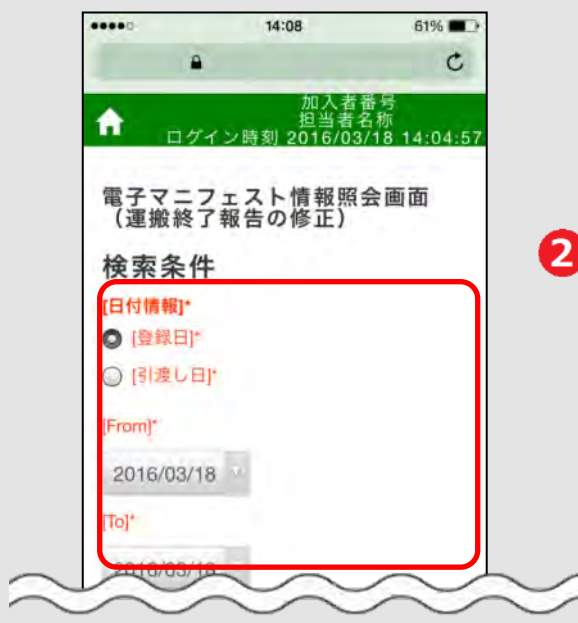 14:08
61%
加入者番号
担当者名称
ログイン時刻 2016/03/18 14:04:57
電子マニフェスト情報照会画面
（運搬終了報告の修正）
検索条件
[日付情報]*
[登録日]*
[引渡し日]*
[From]*
2016/03/18
[To]*
2016/03/18
2